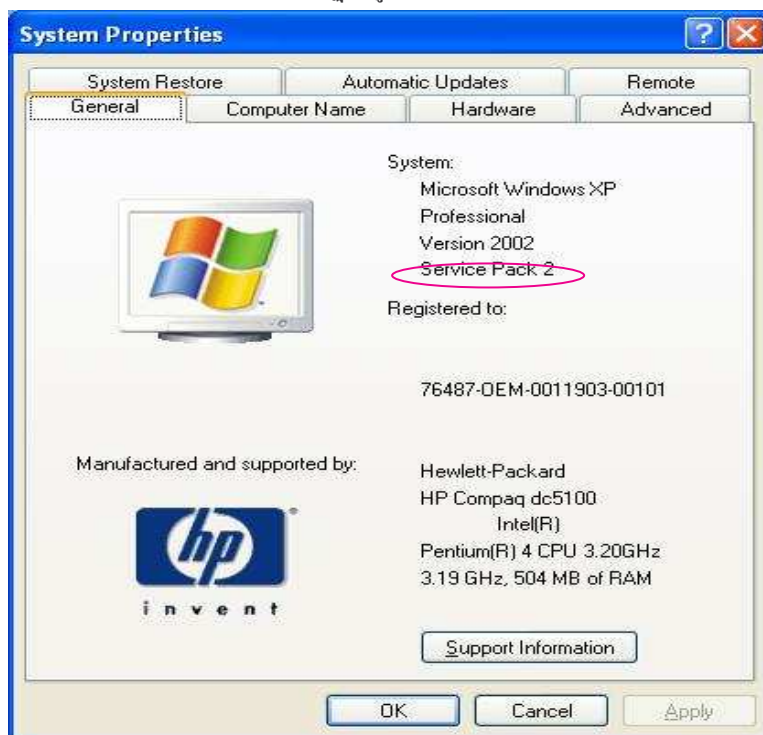 System Properties
System Restore
Automatic Updates
Remote
General
Computer Name
Hardware
Advanced
System:
Microsoft Windows XP
Professional
Version 2002
Service Pack 2
Registered to:
76487-OEM-0011903-00101
Manufactured and supported by:
Hewlett-Packard
HP Compaq dc5100
Intel(R)
Pentium(R) 4 CPU 3.20GHz
3.19 GHz, 504 MB of RAM
hp
invent
Support Information
OK
Cancel
Apply